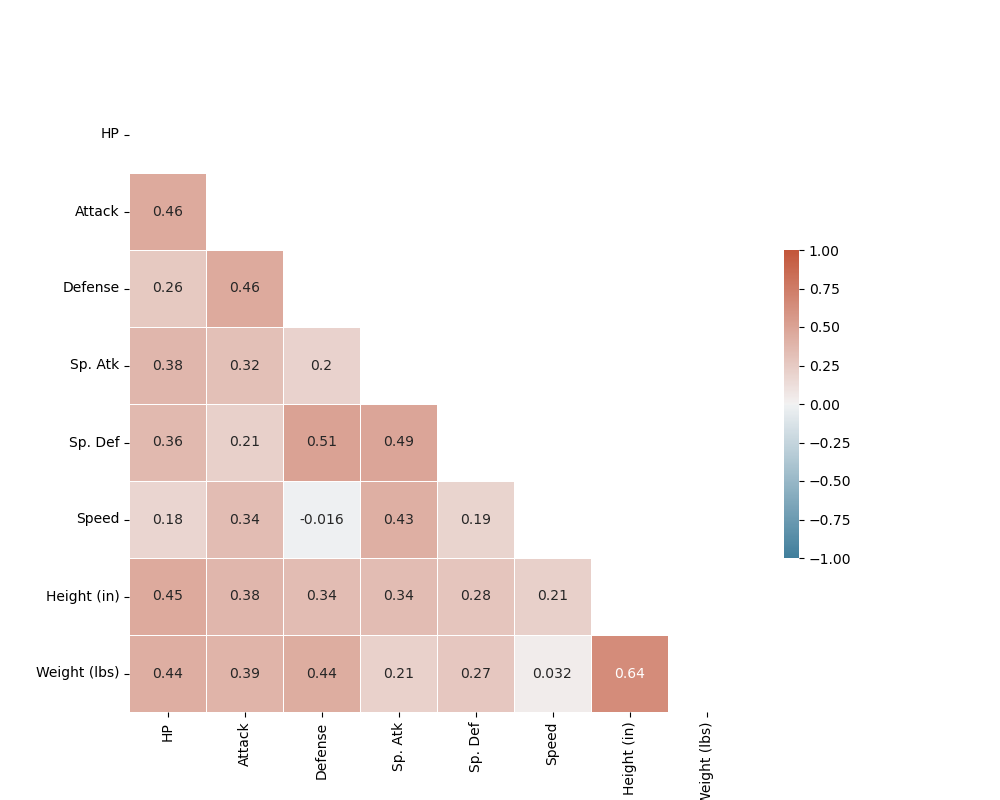 HP
Attack 0.46
Defense 0.26 0.46
Sp. Atk 0.38 0.32 0.2
Sp. Def 0.36 0.21 0.51 0.49
Speed 0.18 0.34 -0.016 0.43 0.19
Height (in) 0.45 0.38 0.34 0.34 0.28 0.21
Weight (lbs) 0.44 0.39 0.44 0.21 0.27 0.032 0.64
HP
Attack
Defense
Sp. Atk
Sp. Def
Speed
Height (in)
Weight (lbs)
1.00
0.75
0.50
0.25
0.00
−0.25
−0.50
−0.75
−1.00